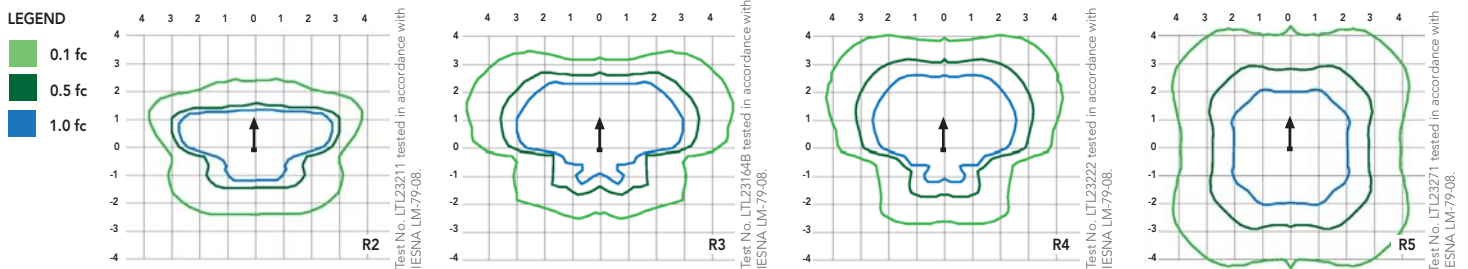 LEGEND
0.1 fc
0.5 fc
1.0 fc
4 3 2 1 0 1 2 3 4
4
3
2
1
0
-1
-2
-3
-4
R2
Test No. LTL23211 tested in accordance with
IESNA LM-79-08.
4 3 2 1 0 1 2 3 4
4
3
2
1
0
-1
-2
-3
-4
R3
Test No. LTL23164B tested in accordance with
IESNA LM-79-08.
4 3 2 1 0 1 2 3 4
4
3
2
1
0
-1
-2
-3
-4
R4
Test No. LTL23222 tested in accordance with
IESNA LM-79-08.
4 3 2 1 0 1 2 3 4
4
3
2
1
0
-1
-2
-3
-4
R5
Test No. LTL23271 tested in accordance with
ESNA LM-79-08.